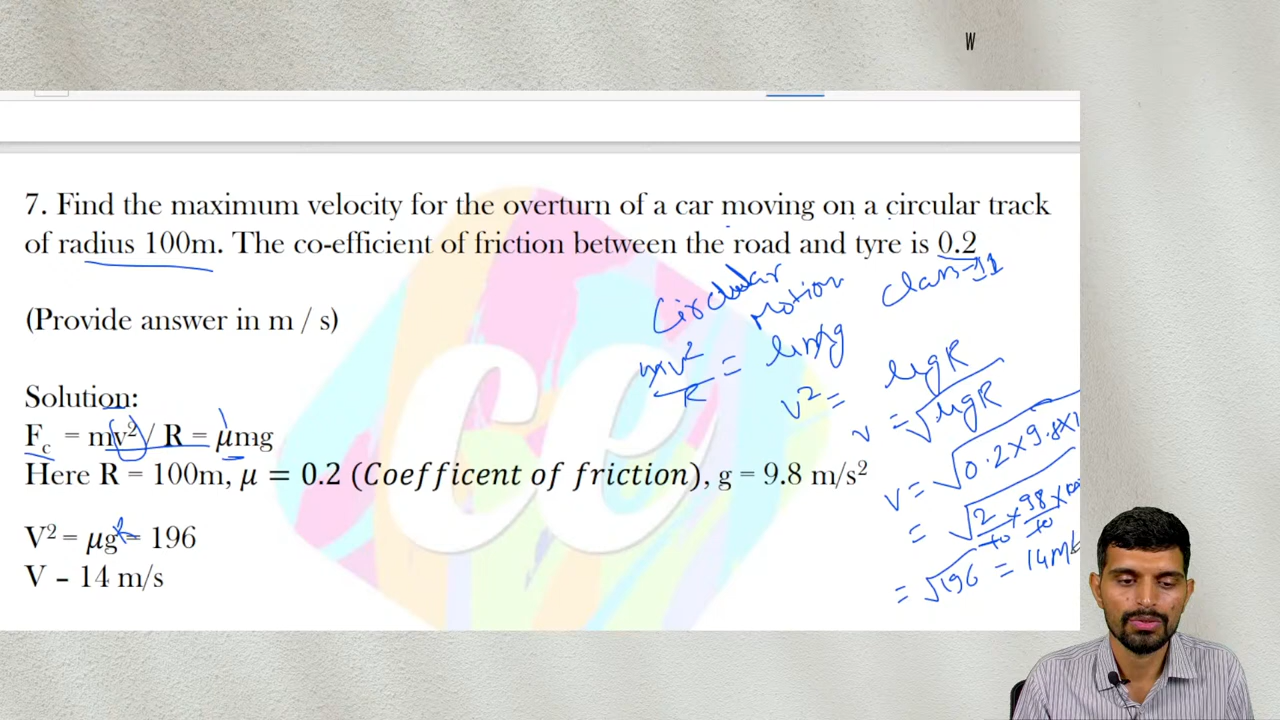 W
7. Find the maximum velocity for the overturn of a car moving on a circular track
of radius 100m. The co-efficient of friction between the road and tyre is 0.2
(Provide answer in m / s)
Circular
Motion
class-11
mv²/R = μmg
v² = μgR
v = √μgR
v = √0.2×9.8×1
= √2/10 × 98/10 ×
= √196 = 14m
Solution:
Fc = mv² / R = μmg
Here R = 100m, μ = 0.2 (Coefficent of friction), g = 9.8 m/s²
V² = μg = 196
V – 14 m/s
ce